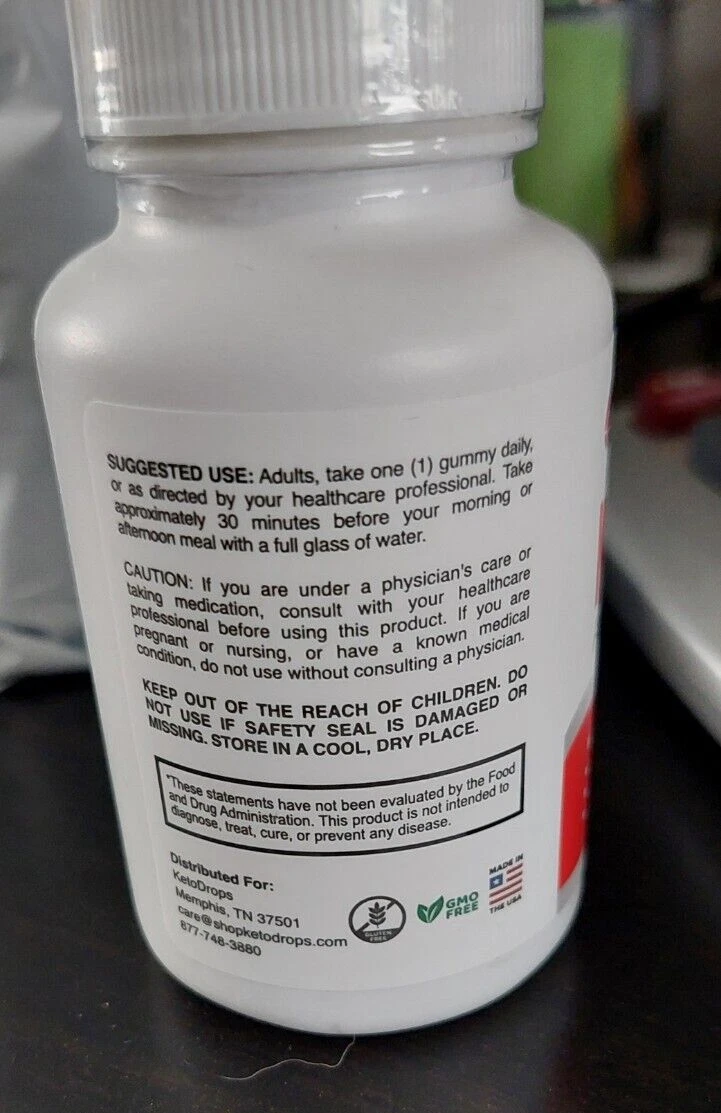 SUGGESTED USE: Adults, take one (1) gummy daily,
or as directed by your healthcare professional. Take
approximately 30 minutes before your morning or
afternoon meal with a full glass of water.
CAUTION: If you are under a physician's care or
taking medication, consult with your healthcare
professional before using this product. If you are
pregnant or nursing, or have a known medical
condition, do not use without consulting a physician.
KEEP OUT OF THE REACH OF CHILDREN. DO
NOT USE IF SAFETY SEAL IS DAMAGED OR
MISSING. STORE IN A COOL, DRY PLACE.
*These statements have not been evaluated by the Food
and Drug Administration. This product is not intended to
diagnose, treat, cure, or prevent any disease.
Distributed For:
KetoDrops
Memphis, TN 37501
care@shopketodrops.com
877-748-3880
GLUTEN
FREE
GMO
FREE
MADE IN
THE USA